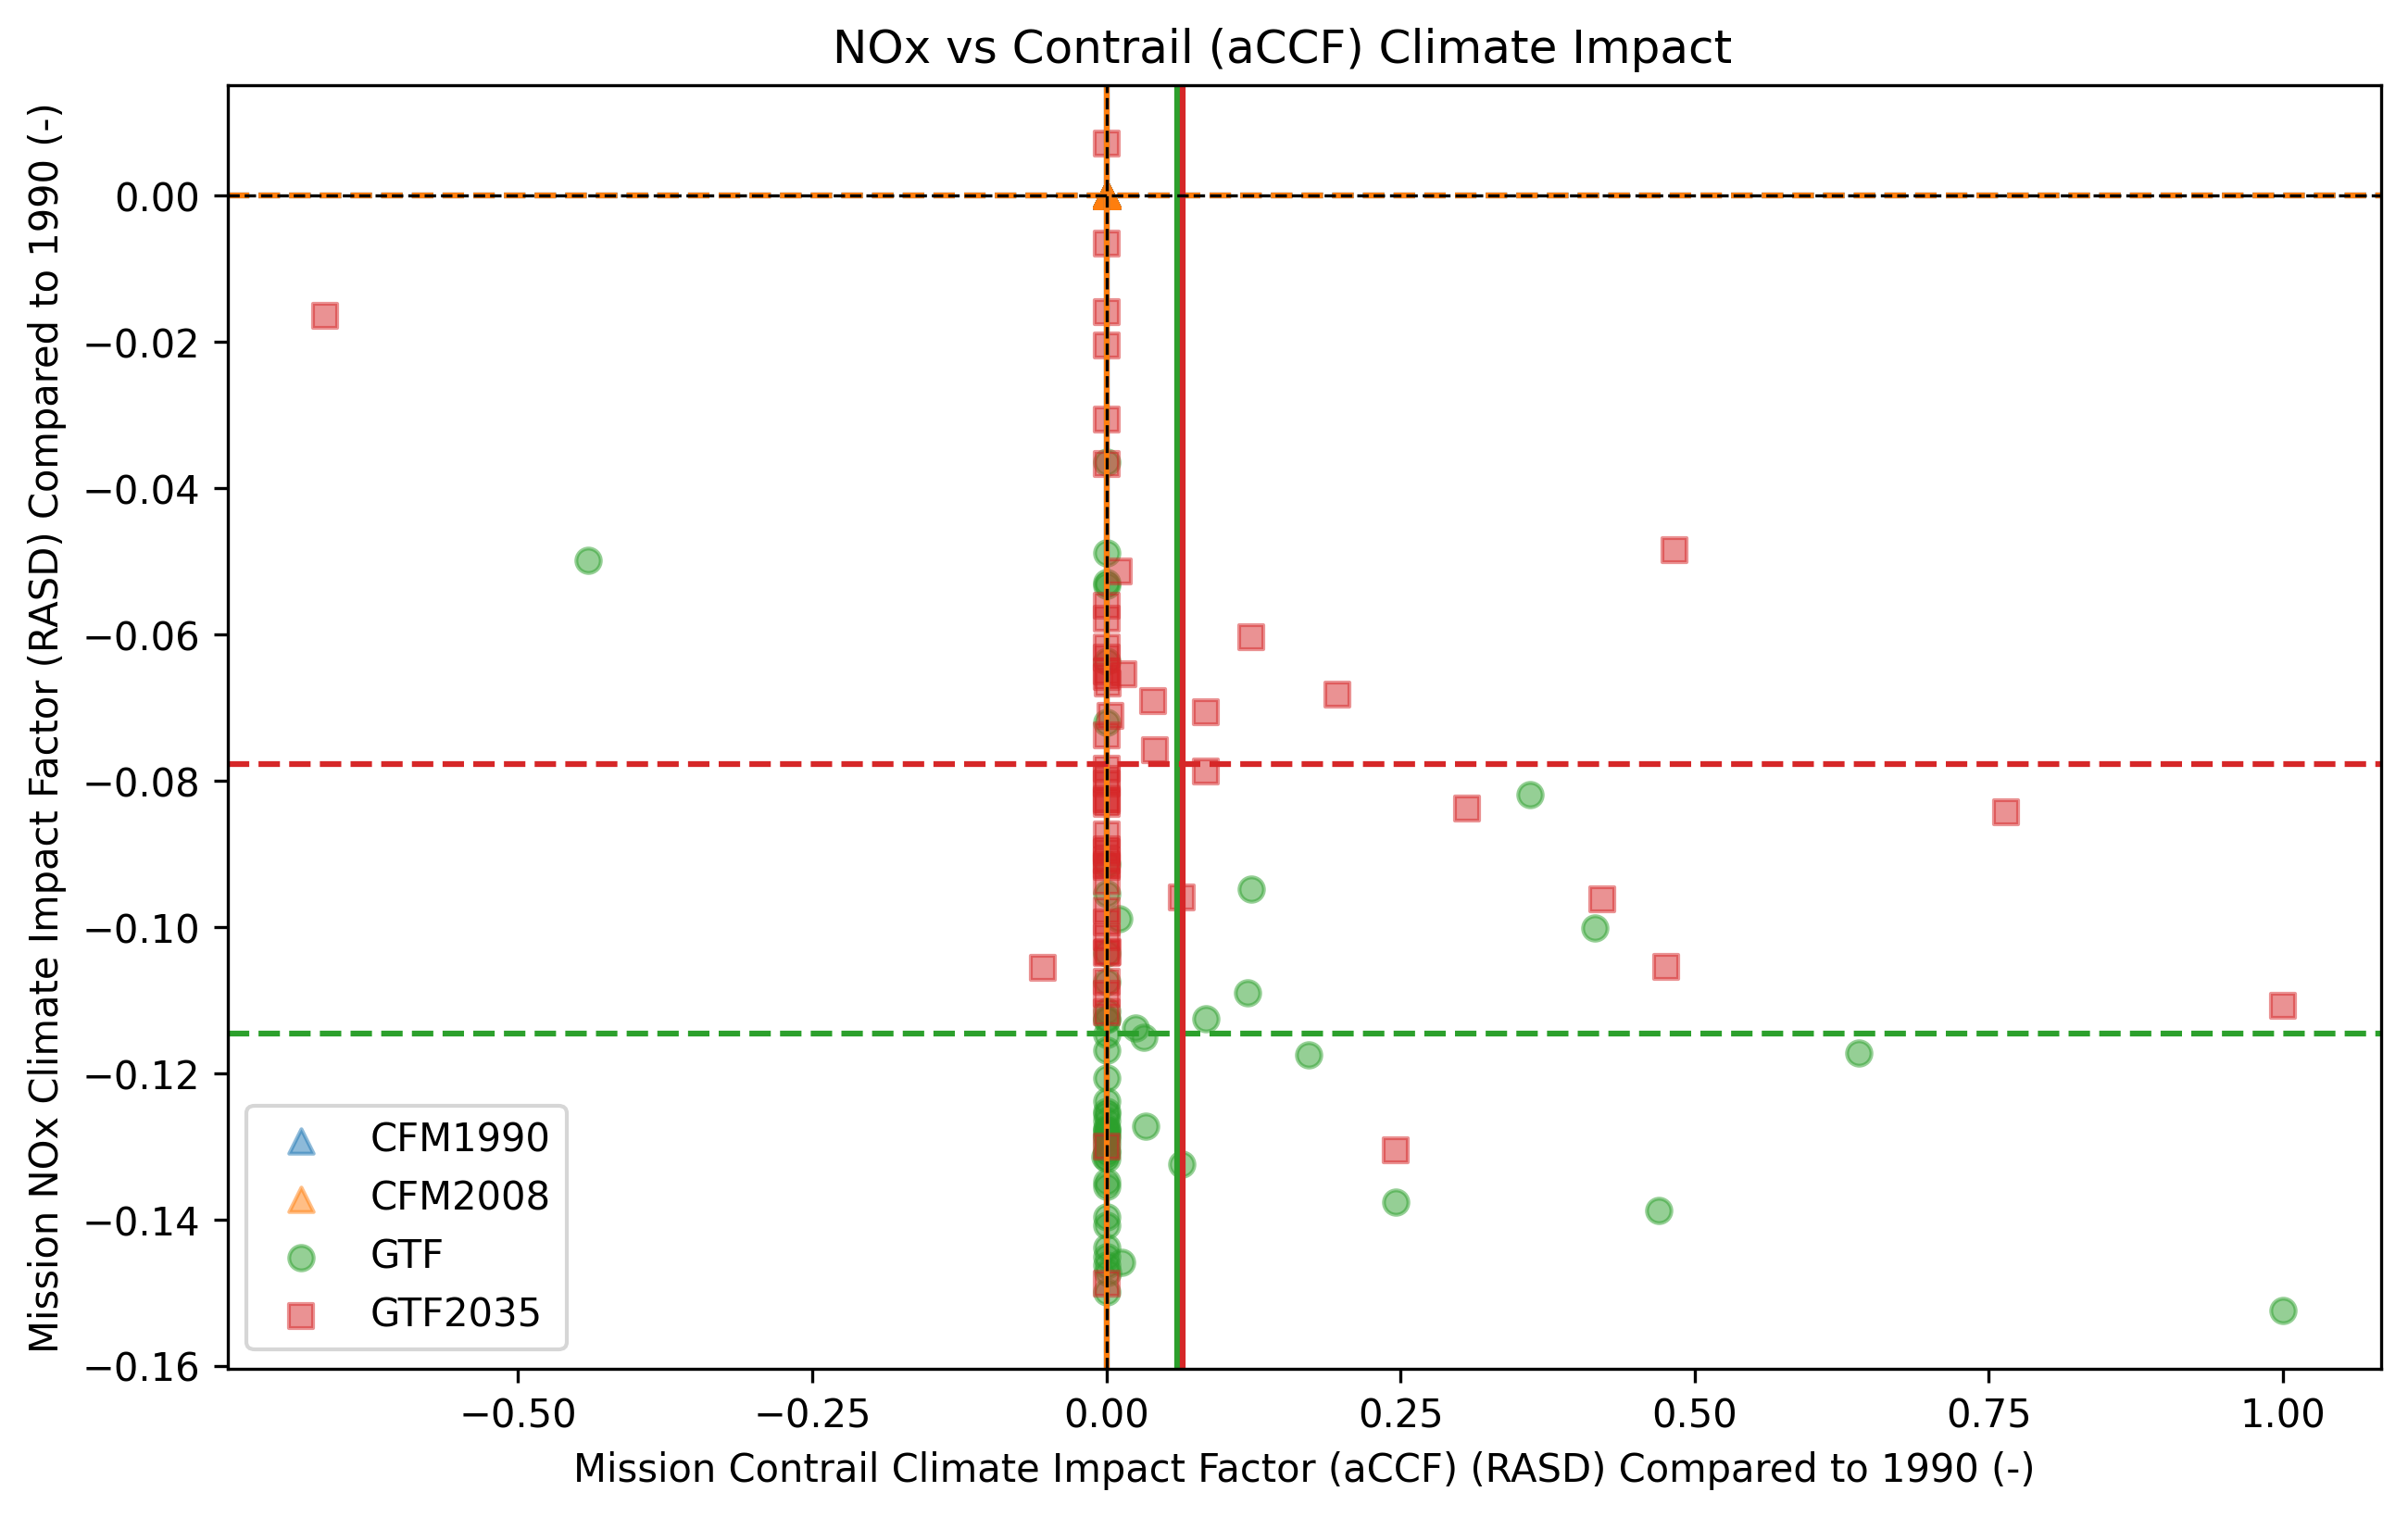 NOx vs Contrail (aCCF) Climate Impact
Mission NOx Climate Impact Factor (RASD) Compared to 1990 (-)
0.00
−0.02
−0.04
−0.06
−0.08
−0.10
−0.12
−0.14
−0.16
CFM1990
CFM2008
GTF
GTF2035
−0.50 −0.25 0.00 0.25 0.50 0.75 1.00
Mission Contrail Climate Impact Factor (aCCF) (RASD) Compared to 1990 (-)